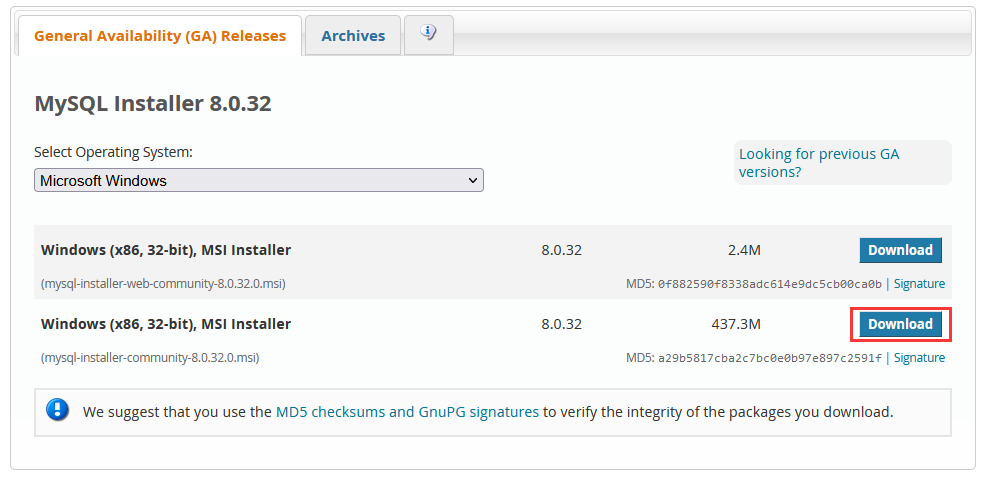 General Availability (GA) Releases
Archives
MySQL Installer 8.0.32
Select Operating System:
Looking for previous GA
versions?
Microsoft Windows
Windows (x86, 32-bit), MSI Installer 8.0.32 2.4M Download
(mysql-installer-web-community-8.0.32.0.msi) MD5: 0f882590f8338adc614e9dc5cb00ca0b | Signature
Windows (x86, 32-bit), MSI Installer 8.0.32 437.3M Download
(mysql-installer-community-8.0.32.0.msi) MD5: a29b5817cba2c7bc0e0b97e897c2591f | Signature
We suggest that you use the MD5 checksums and GnuPG signatures to verify the integrity of the packages you download.